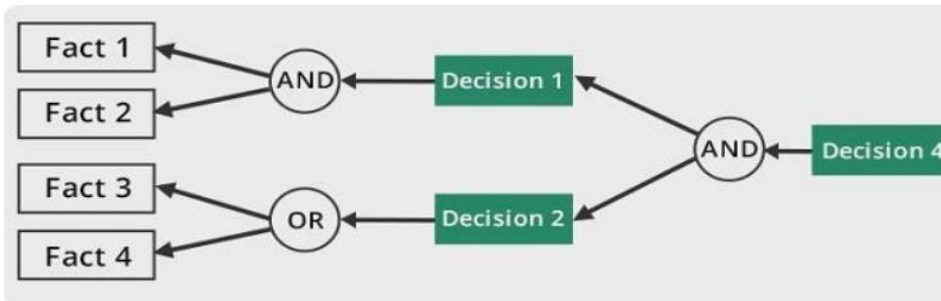 Fact 1
Fact 2
AND
Decision 1
Fact 3
Fact 4
OR
Decision 2
AND
Decision 4